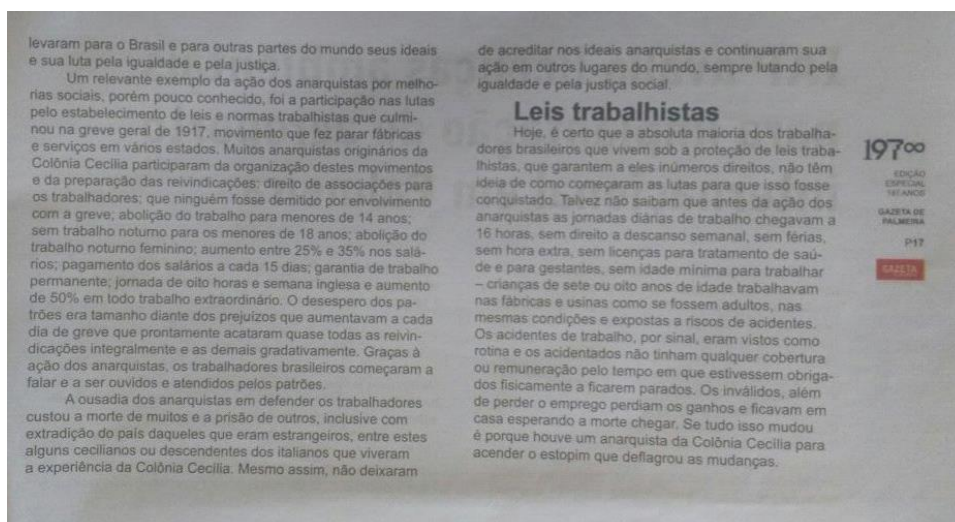 levaram para o Brasil e para outras partes do mundo seus ideais
e sua luta pela igualdade e pela justiça.
Um relevante exemplo da ação dos anarquistas por melho-
rias sociais, porém pouco conhecido, foi a participação nas lutas
pelo estabelecimento de leis e normas trabalhistas que culmi-
nou na greve geral de 1917, movimento que fez parar fábricas
e serviços em vários estados. Muitos anarquistas originários da
Colônia Cecília participaram da organização destes movimentos
e da preparação das reivindicações: direito de associações para
os trabalhadores; que ninguém fosse demitido por envolvimento
com a greve; abolição do trabalho para menores de 14 anos;
sem trabalho noturno para os menores de 18 anos; abolição do
trabalho noturno feminino; aumento entre 25% e 35% nos salá-
rios; pagamento dos salários a cada 15 dias; garantia de trabalho
permanente; jornada de oito horas e semana inglesa e aumento
de 50% em todo trabalho extraordinário. O desespero dos pa-
trões era tamanho diante dos prejuízos que aumentavam a cada
dia de greve que prontamente acataram quase todas as reivin-
dicações integralmente e as demais gradativamente. Graças à
ação dos anarquistas, os trabalhadores brasileiros começaram a
falar e a ser ouvidos e atendidos pelos patrões.
A ousadia dos anarquistas em defender os trabalhadores
custou a morte de muitos e a prisão de outros, inclusive com
extradição do país daqueles que eram estrangeiros, entre estes
alguns cecilianos ou descendentes dos italianos que viveram
a experiência da Colônia Cecília. Mesmo assim, não deixaram
de acreditar nos ideais anarquistas e continuaram sua
ação em outros lugares do mundo, sempre lutando pela
igualdade e pela justiça social.
Leis trabalhistas
Hoje, é certo que a absoluta maioria dos trabalha-
dores brasileiros que vivem sob a proteção de leis traba-
lhistas, que garantem a eles inúmeros direitos, não têm
ideia de como começaram as lutas para que isso fosse
conquistado. Talvez não saibam que antes da ação dos
anarquistas as jornadas diárias de trabalho chegavam a
16 horas, sem direito a descanso semanal, sem férias,
sem hora extra, sem licenças para tratamento de saú-
de e para gestantes, sem idade mínima para trabalhar
– crianças de sete ou oito anos de idade trabalhavam
nas fábricas e usinas como se fossem adultos, nas
mesmas condições e expostas a riscos de acidentes.
Os acidentes de trabalho, por sinal, eram vistos como
rotina e os acidentados não tinham qualquer cobertura
ou remuneração pelo tempo em que estivessem obriga-
dos fisicamente a ficarem parados. Os inválidos, além
de perder o emprego perdiam os ganhos e ficavam em
casa esperando a morte chegar. Se tudo isso mudou
é porque houve um anarquista da Colônia Cecília para
acender o estopim que deflagrou as mudanças.
EDIÇÃO
ESPECIAL
ANOS
GAZETA DE
PALMEIRA
P17
GAZETA